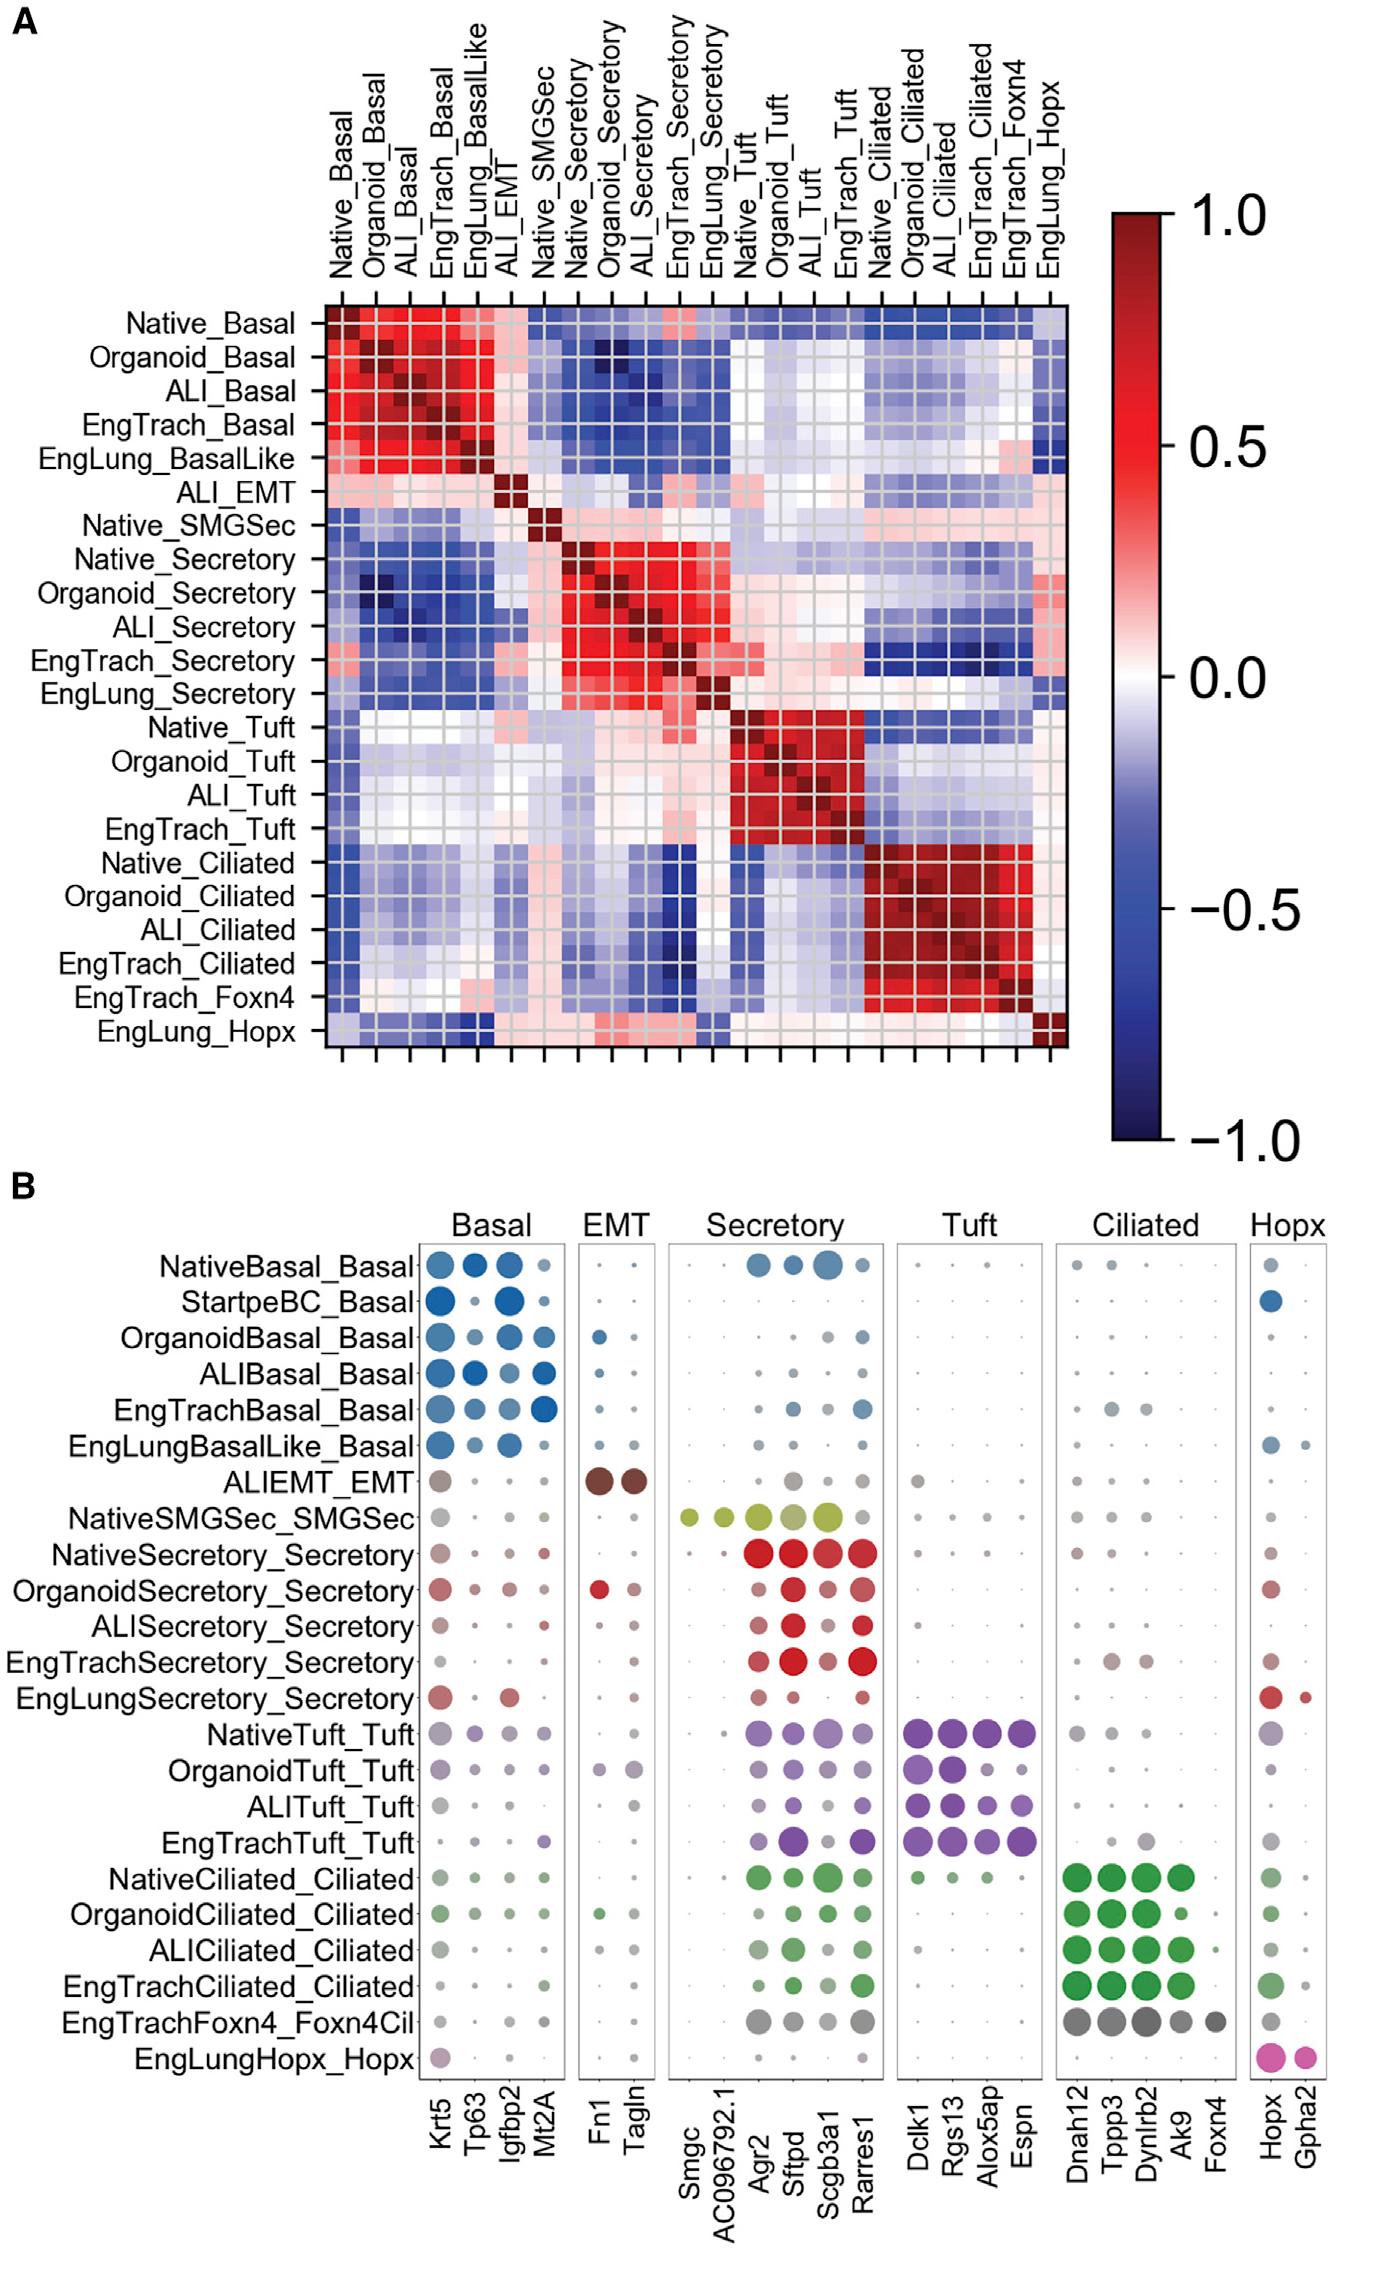 A
Native_Basal
Organoid_Basal
ALI_Basal
EngTrach_Basal
EngLung_BasalLike
ALI_EMT
Native_SMGSec
Native_Secretory
Organoid_Secretory
ALI_Secretory
EngTrach_Secretory
EngLung_Secretory
Native_Tuft
Organoid_Tuft
ALI_Tuft
EngTrach_Tuft
Native_Ciliated
Organoid_Ciliated
ALI_Ciliated
EngTrach_Ciliated
EngTrach_Foxn4
EngLung_Hopx
Native_Basal
Organoid_Basal
ALI_Basal
EngTrach_Basal
EngLung_BasalLike
ALI_EMT
Native_SMGSec
Native_Secretory
Organoid_Secretory
ALI_Secretory
EngTrach_Secretory
EngLung_Secretory
Native_Tuft
Organoid_Tuft
ALI_Tuft
EngTrach_Tuft
Native_Ciliated
Organoid_Ciliated
ALI_Ciliated
EngTrach_Ciliated
EngTrach_Foxn4
EngLung_Hopx
1.0
0.5
0.0
−0.5
−1.0
B
Basal EMT Secretory Tuft Ciliated Hopx
NativeBasal_Basal
StartpeBC_Basal
OrganoidBasal_Basal
ALIBasal_Basal
EngTrachBasal_Basal
EngLungBasalLike_Basal
ALIEMT_EMT
NativeSMGSec_SMGSec
NativeSecretory_Secretory
OrganoidSecretory_Secretory
ALISecretory_Secretory
EngTrachSecretory_Secretory
EngLungSecretory_Secretory
NativeTuft_Tuft
OrganoidTuft_Tuft
ALITuft_Tuft
EngTrachTuft_Tuft
NativeCiliated_Ciliated
OrganoidCiliated_Ciliated
ALICiliated_Ciliated
EngTrachCiliated_Ciliated
EngTrachFoxn4_Foxn4Cil
EngLungHopx_Hopx
Krt5
Tp63
Igfbp2
Mt2A
Fn1
Tagln
Smgc
AC096792.1
Agr2
Sftpd
Scgb3a1
Rarres1
Dclk1
Rgs13
Alox5ap
Espn
Dnah12
Tppp3
Dynlrb2
Ak9
Foxn4
Hopx
Gpha2